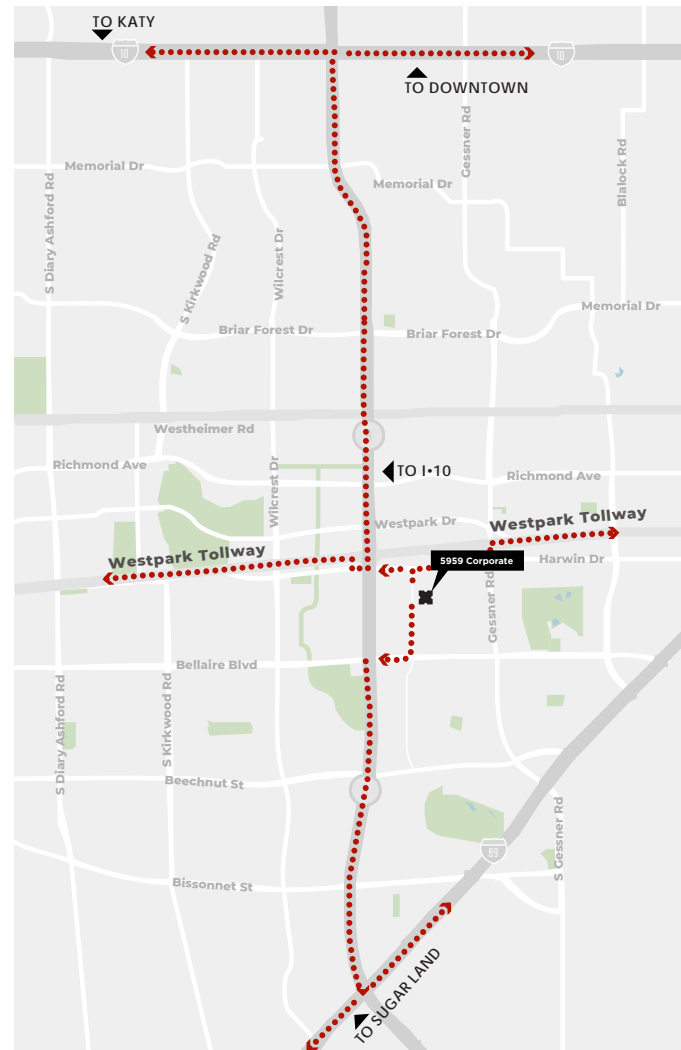 TO KATY
10
10
TO DOWNTOWN
Gessner Rd
Blalock Rd
Memorial Dr
Memorial Dr
S Diary Ashford Rd
S Kirkwood Rd
Wilcrest Dr
Memorial Dr
Briar Forest Dr
Briar Forest Dr
Westheimer Rd
Richmond Ave
TO I•10
Richmond Ave
Wilcrest Dr
Westpark Dr
Westpark Tollway
Westpark Tollway
5959 Corporate
Harwin Dr
Gessner Rd
Bellaire Blvd
S Diary Ashford Rd
S Kirkwood Rd
Beechnut St
S Gessner Rd
69
Bissonnet St
TO SUGAR LAND